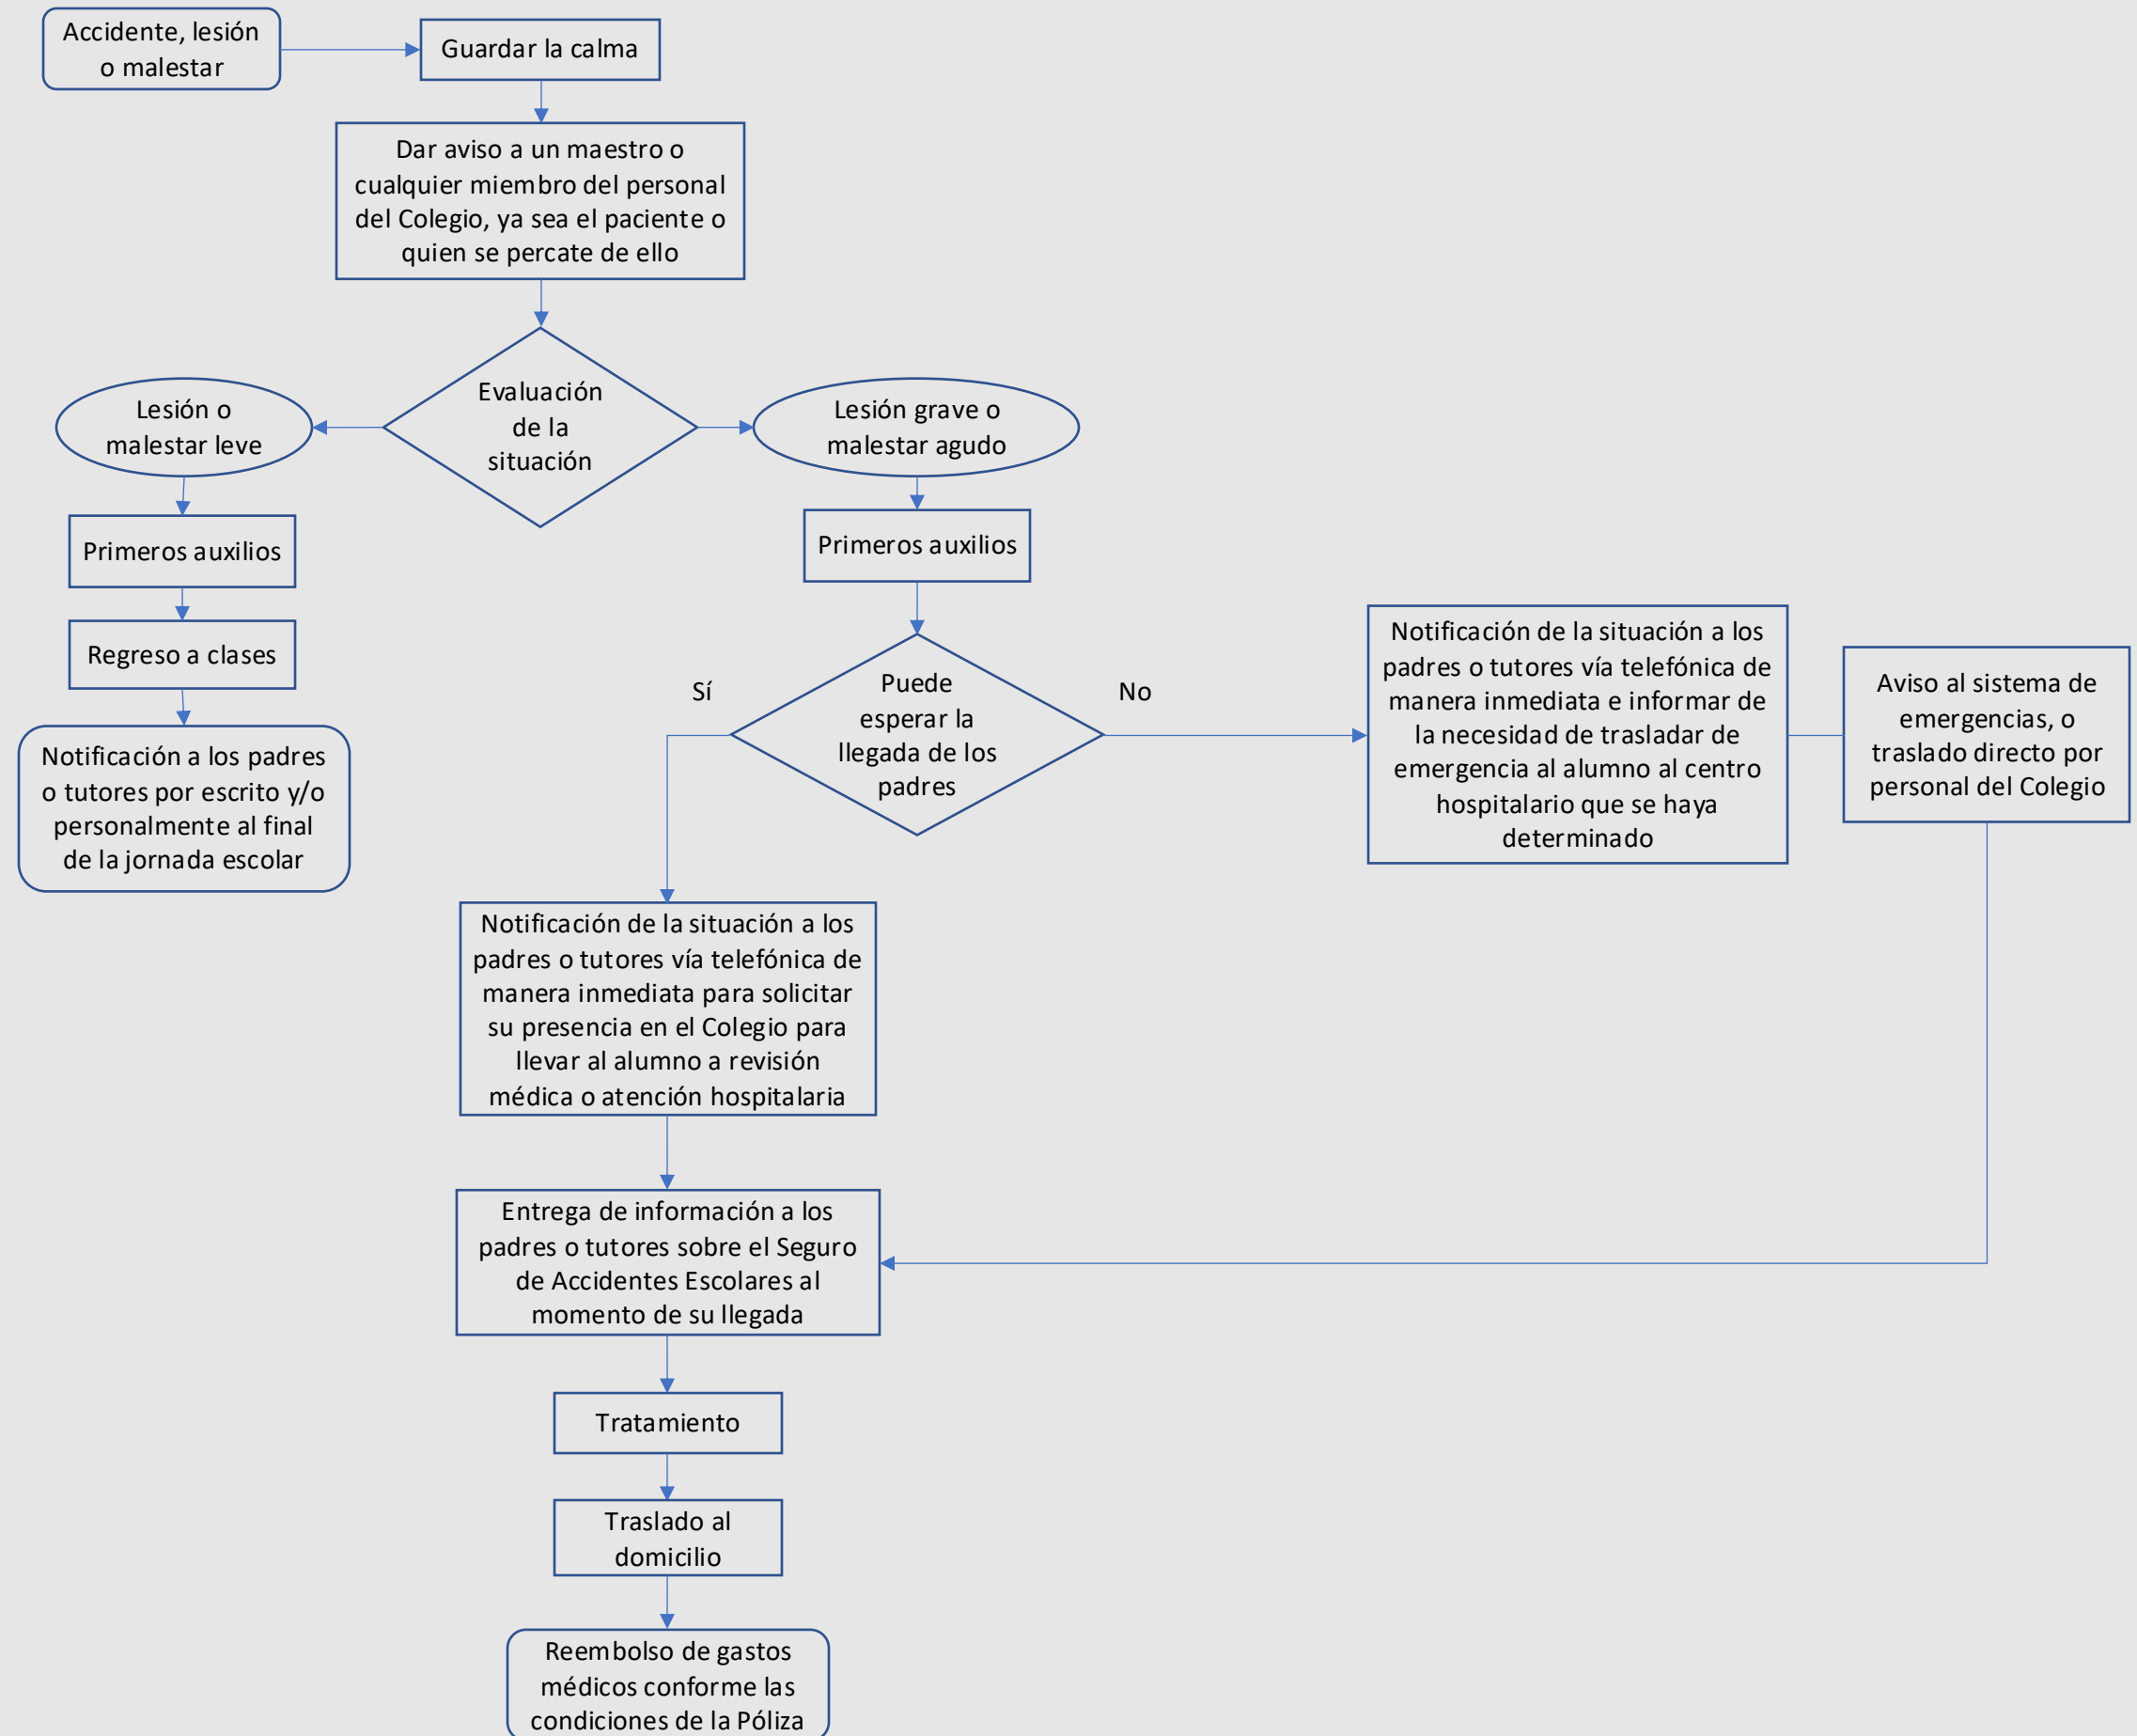 Accidente, lesión
o malestar
Guardar la calma
Dar aviso a un maestro o
cualquier miembro del personal
del Colegio, ya sea el paciente o
quien se percate de ello
Evaluación
de la
situación
Lesión o
malestar leve
Primeros auxilios
Regreso a clases
Notificación a los padres
o tutores por escrito y/o
personalmente al final
de la jornada escolar
Lesión grave o
malestar agudo
Primeros auxilios
Puede
esperar la
llegada de los
padres
Sí
No
Notificación de la situación a los
padres o tutores vía telefónica de
manera inmediata e informar de
la necesidad de trasladar de
emergencia al alumno al centro
hospitalario que se haya
determinado
Aviso al sistema de
emergencias, o
traslado directo por
personal del Colegio
Notificación de la situación a los
padres o tutores vía telefónica de
manera inmediata para solicitar
su presencia en el Colegio para
llevar al alumno a revisión
médica o atención hospitalaria
Entrega de información a los
padres o tutores sobre el Seguro
de Accidentes Escolares al
momento de su llegada
Tratamiento
Traslado al
domicilio
Reembolso de gastos
médicos conforme las
condiciones de la Póliza